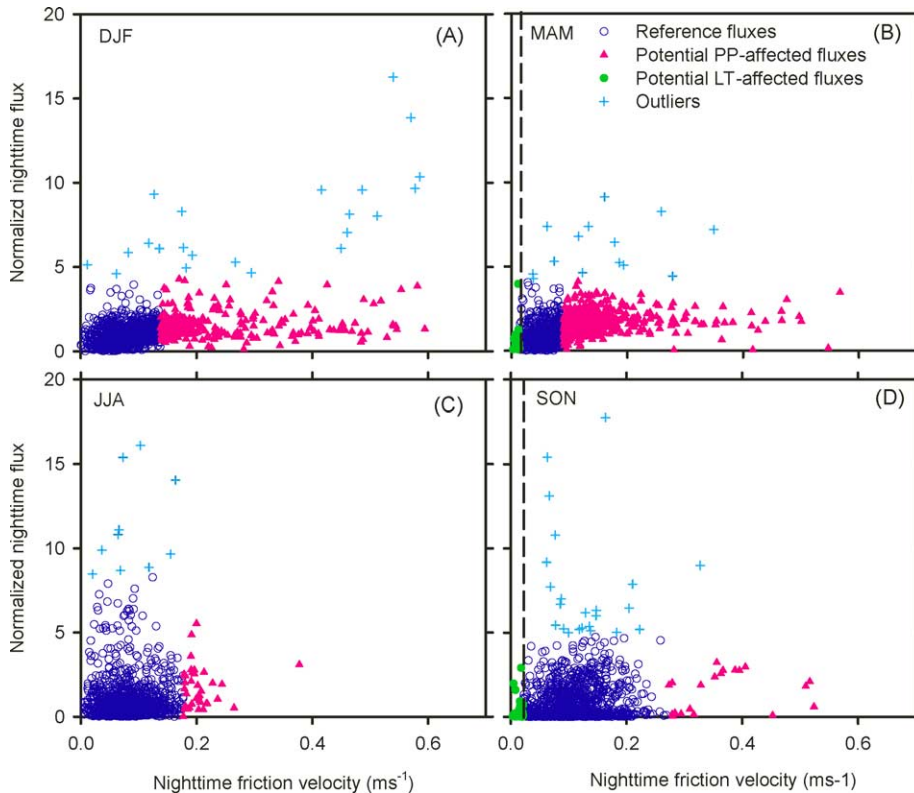 20
DJF
(A)
MAM
(B)
Reference fluxes
Potential PP-affected fluxes
Potential LT-affected fluxes
Outliers
15
10
5
0
Normalizd nighttime flux
20
JJA
(C)
SON
(D)
15
10
5
0
Normalized nighttime flux
0.0 0.2 0.4 0.6 0.0 0.2 0.4 0.6
Nighttime friction velocity (ms-1)
Nighttime friction velocity (ms-1)